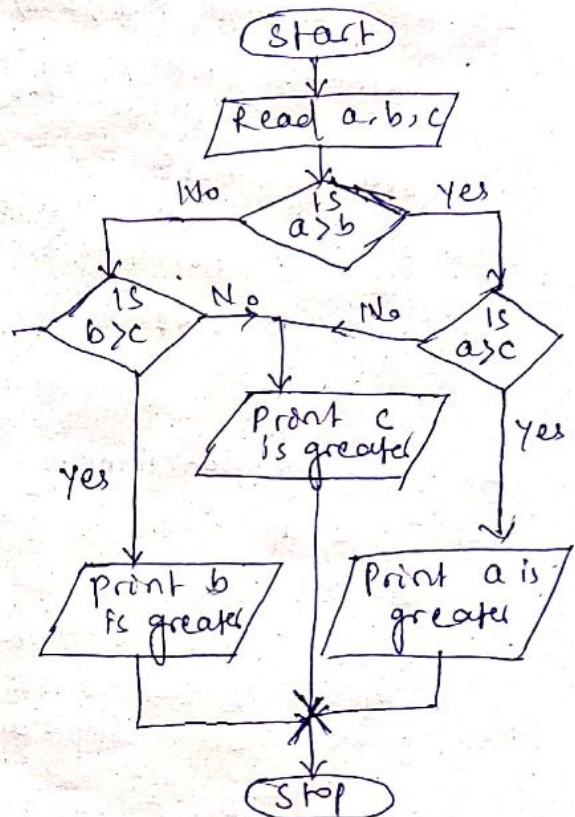 Start
Read a, b, c
is
a>b
No
Yes
is
b>c
No
No
is
a>c
Print c
is greater
Yes
Yes
Print b
is greater
Print a is
greater
Stop